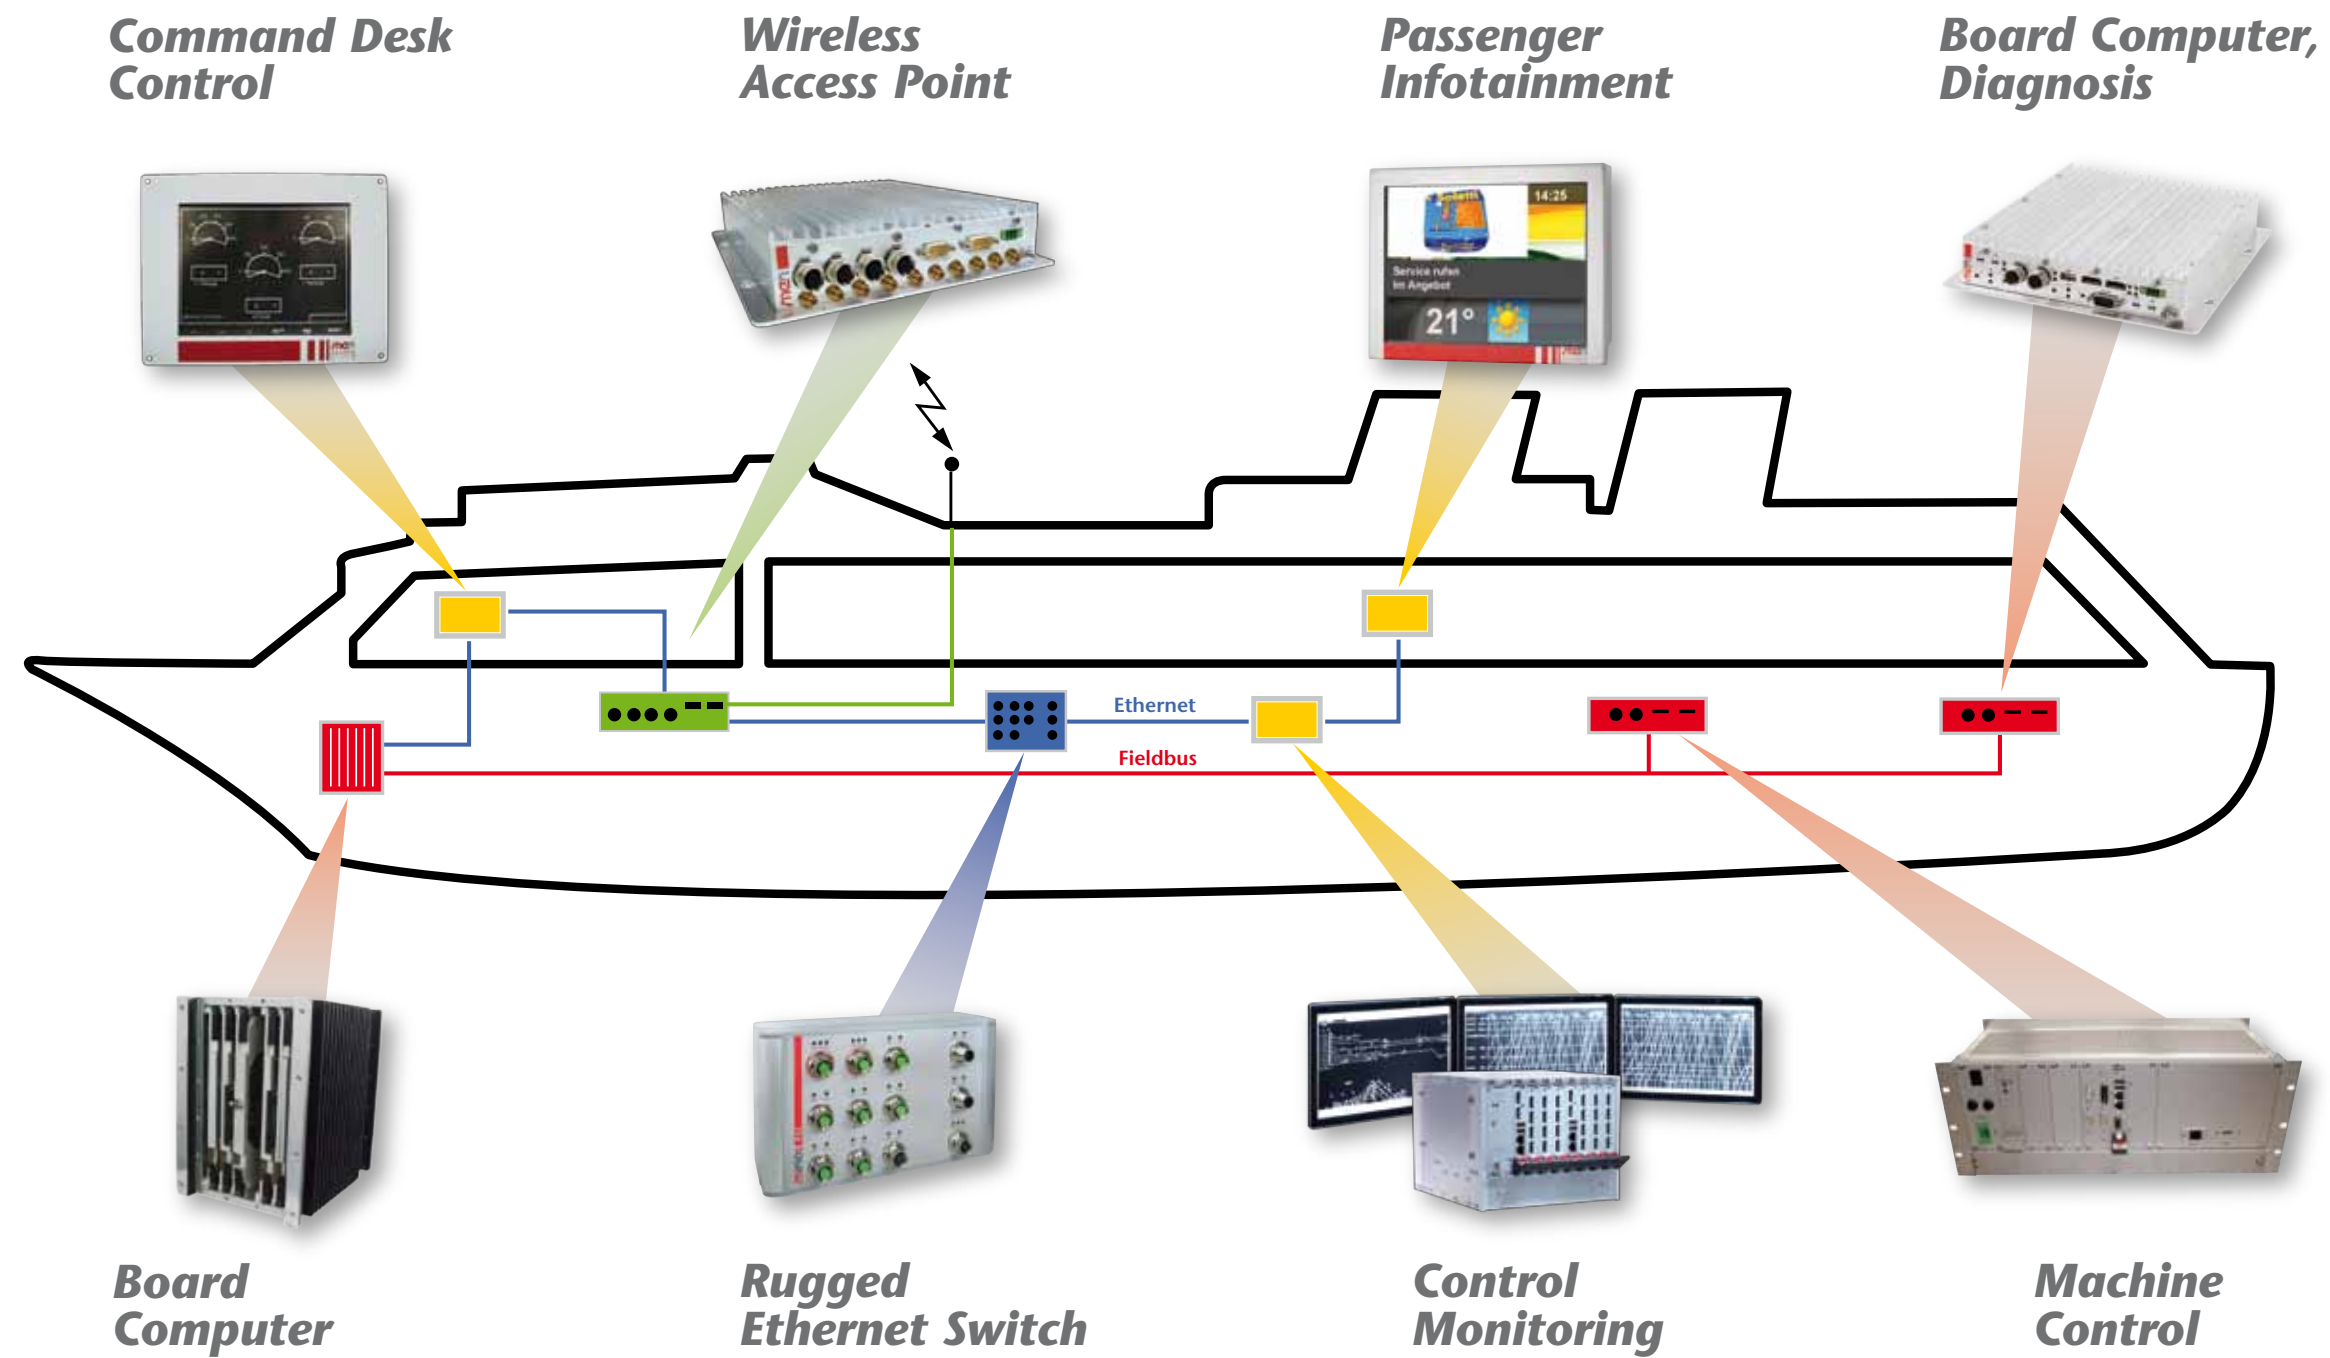 Command Desk
Control
Wireless
Access Point
Passenger
Infotainment
Board Computer,
Diagnosis
14:25
Service rufen
im Angebot
21°
men
Ethernet
Fieldbus
Board
Computer
Rugged
Ethernet Switch
Control
Monitoring
Machine
Control